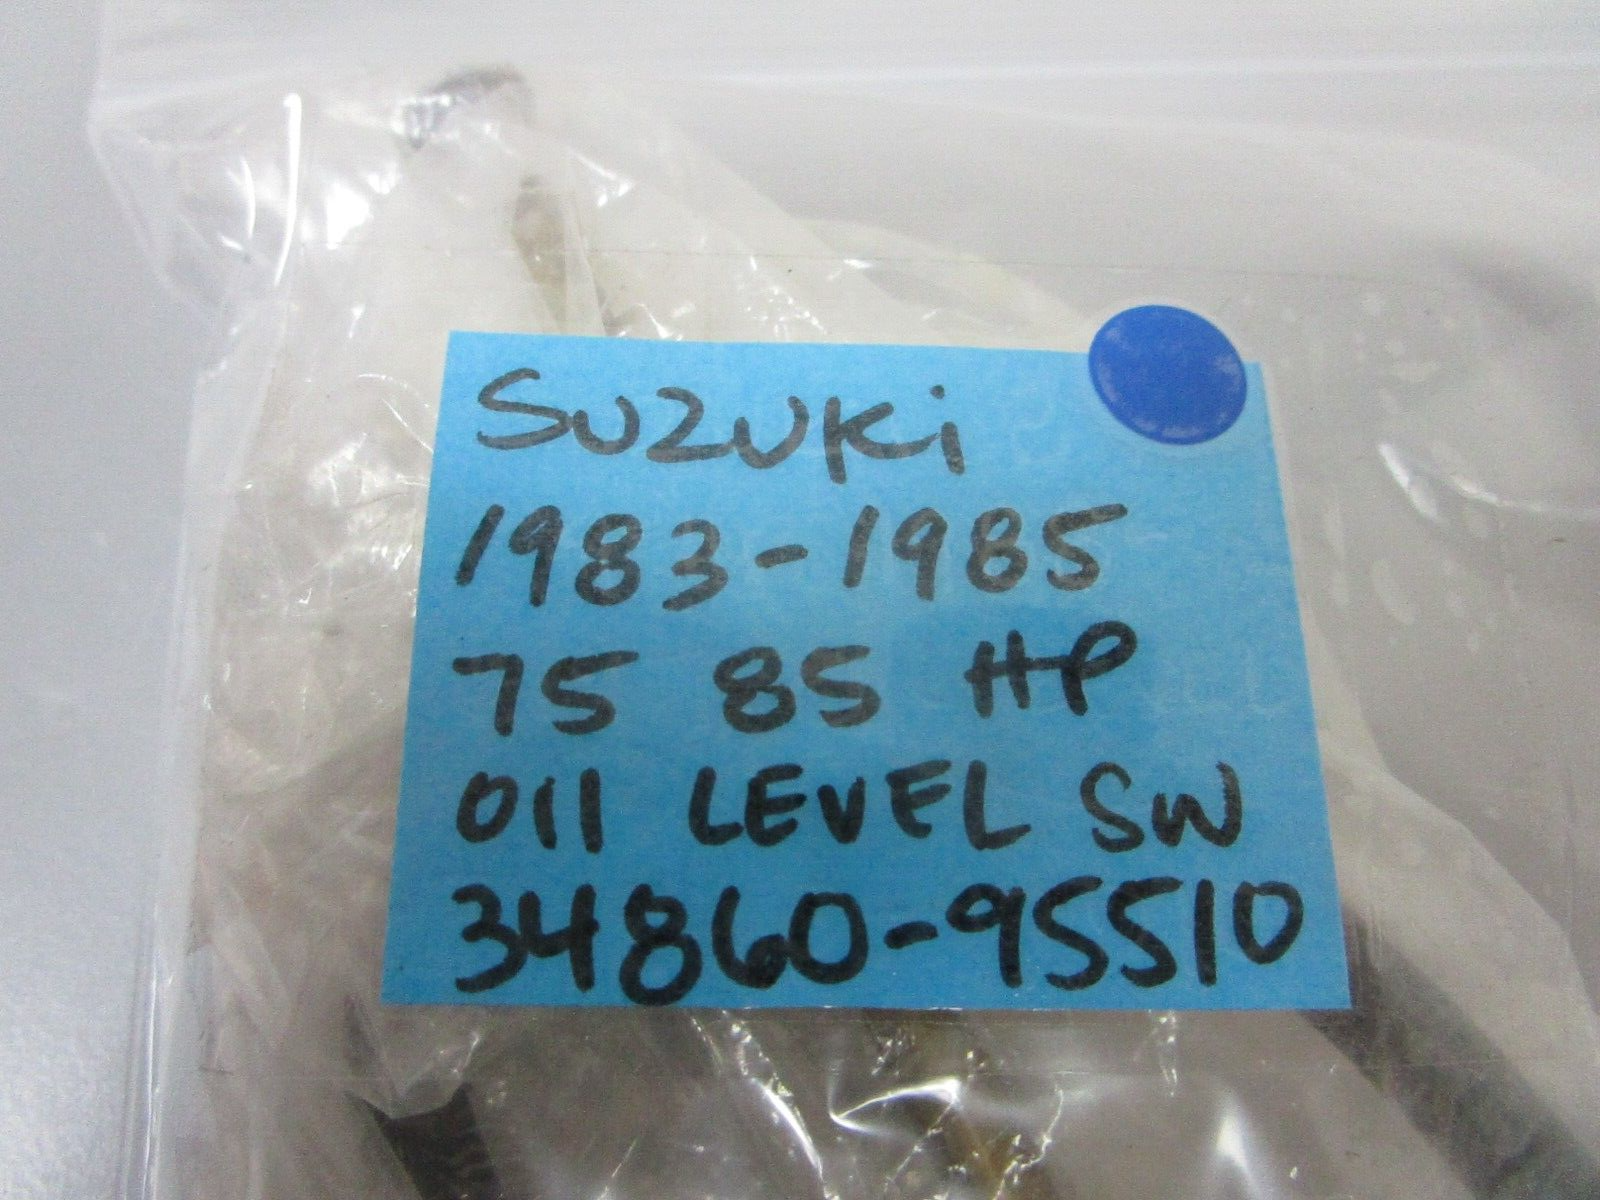 SUZUKi
1983-1985
75 85 HP
OIl LEVEL SW
34860-95510